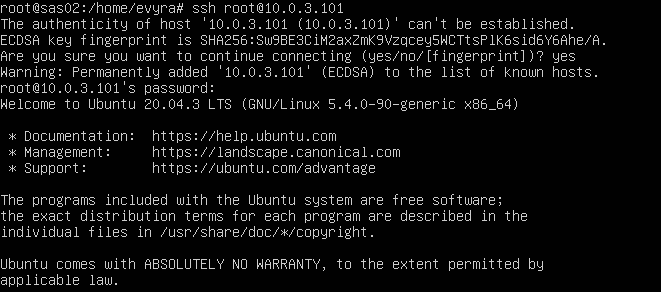 root@sas02:/home/evyra# ssh root@10.0.3.101
The authenticity of host '10.0.3.101 (10.0.3.101)' can't be established.
ECDSA key fingerprint is SHA256:Sw9BE3CiM2axZmK9Vzqcey5WCTtsPlK6sid6Y6Ahe/A.
Are you sure you want to continue connecting (yes/no/[fingerprint])? yes
Warning: Permanently added '10.0.3.101' (ECDSA) to the list of known hosts.
root@10.0.3.101's password:
Welcome to Ubuntu 20.04.3 LTS (GNU/Linux 5.4.0-90-generic x86_64)

 * Documentation:  https://help.ubuntu.com
 * Management:     https://landscape.canonical.com
 * Support:        https://ubuntu.com/advantage

The programs included with the Ubuntu system are free software;
the exact distribution terms for each program are described in the
individual files in /usr/share/doc/*/copyright.

Ubuntu comes with ABSOLUTELY NO WARRANTY, to the extent permitted by
applicable law.